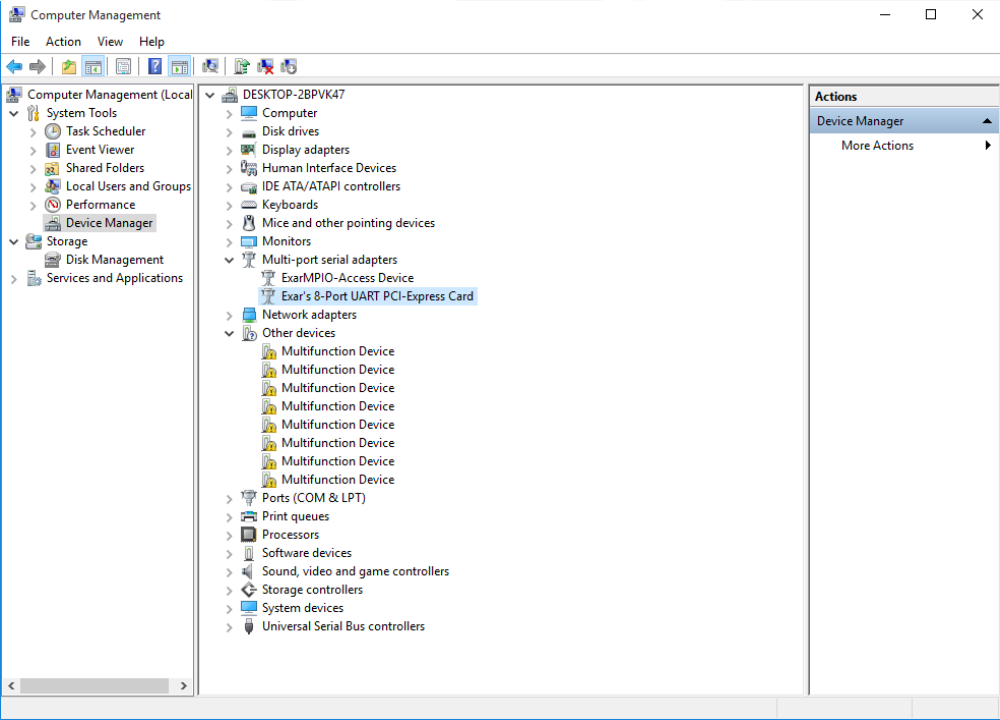 Computer Management
File Action View Help
Computer Management (Local
System Tools
Task Scheduler
Event Viewer
Shared Folders
Local Users and Groups
Performance
Device Manager
Storage
Disk Management
Services and Applications
DESKTOP-2BPVK47
Computer
Disk drives
Display adapters
Human Interface Devices
IDE ATA/ATAPI controllers
Keyboards
Mice and other pointing devices
Monitors
Multi-port serial adapters
ExarMPIO-Access Device
Exar's 8-Port UART PCI-Express Card
Network adapters
Other devices
Multifunction Device
Multifunction Device
Multifunction Device
Multifunction Device
Multifunction Device
Multifunction Device
Multifunction Device
Multifunction Device
Ports (COM & LPT)
Print queues
Processors
Software devices
Sound, video and game controllers
Storage controllers
System devices
Universal Serial Bus controllers
Actions
Device Manager
More Actions